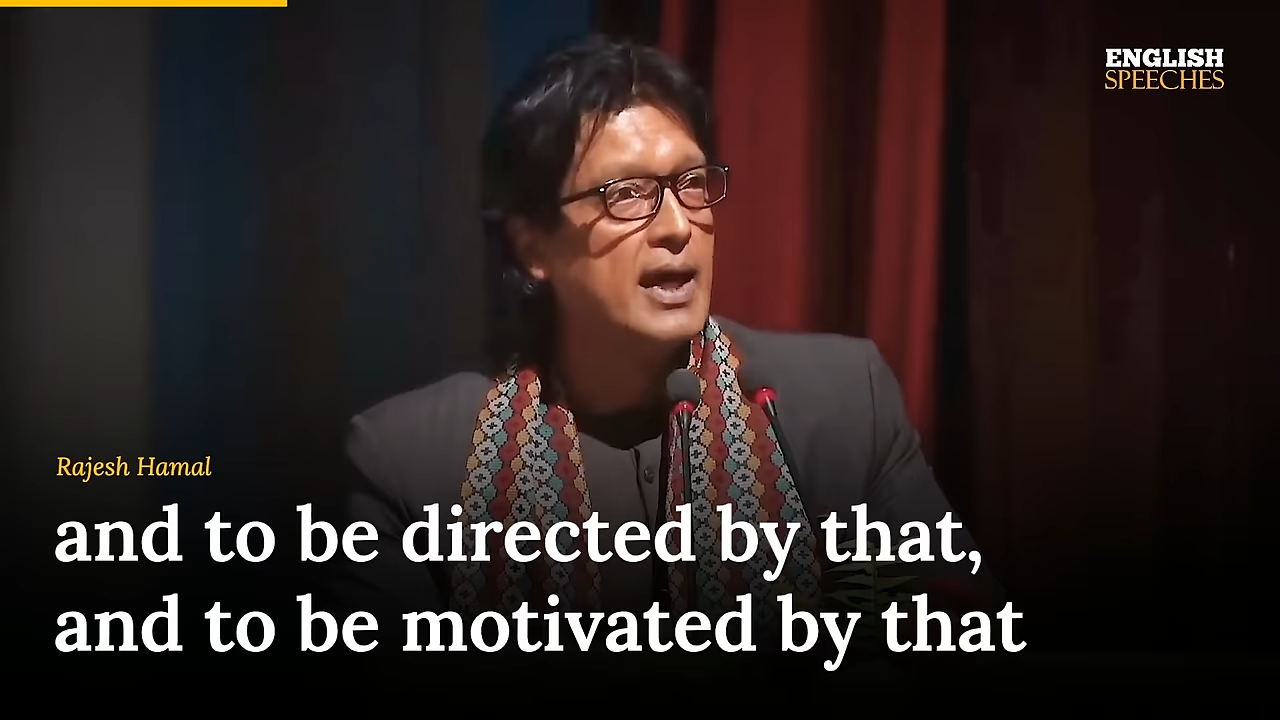 ENGLISH
SPEECHES
Rajesh Hamal
and to be directed by that,
and to be motivated by that